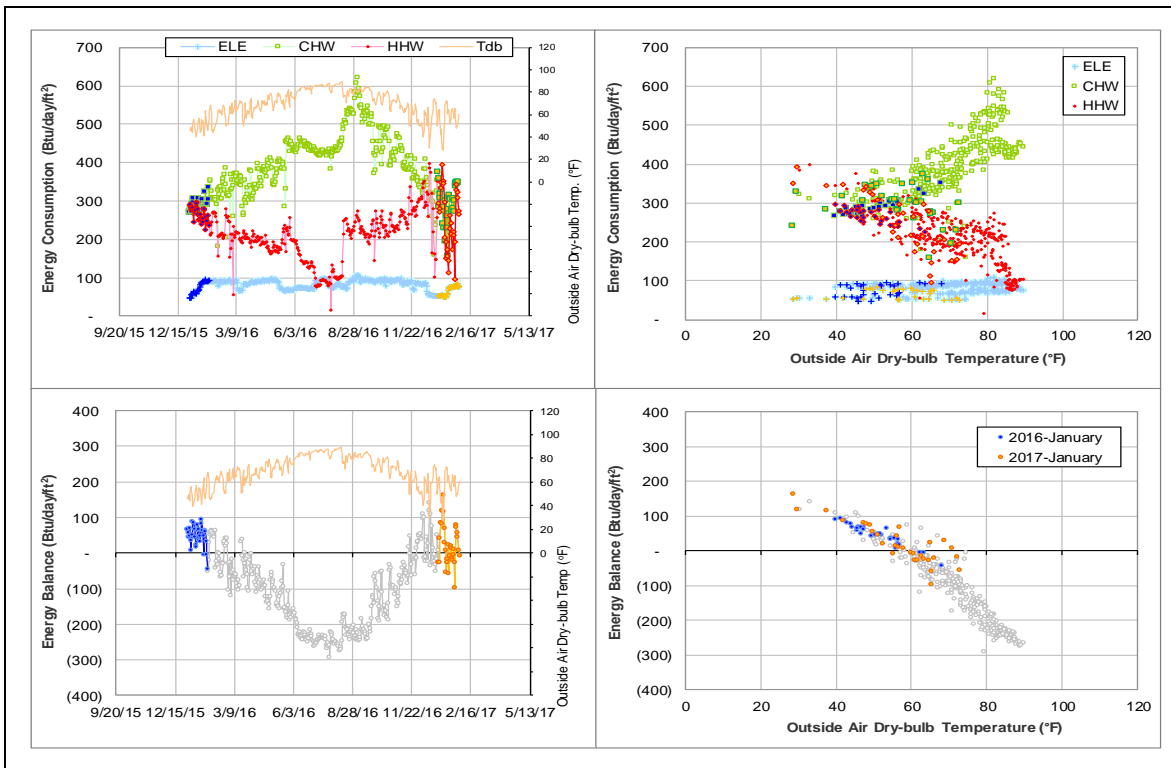 ELE CHW HHW Tdb
Energy Consumption (Btu/day/ft²)
700
600
500
400
300
200
100
-
120
100
80
60
40
20
0
Outside Air Dry-bulb Temp. (°F)
9/20/15 12/15/15 3/9/16 6/3/16 8/28/16 11/22/16 2/16/17 5/13/17
ELE
CHW
HHW
Energy Consumption (Btu/day/ft²)
700
600
500
400
300
200
100
-
0 20 40 60 80 100 120
Outside Air Dry-bulb Temperature (°F)
Energy Balance (Btu/day/ft²)
400
300
200
100
-
(100)
(200)
(300)
(400)
120
100
80
60
40
20
0
Outside Air Dry-bulb Temp (°F)
9/20/15 12/15/15 3/9/16 6/3/16 8/28/16 11/22/16 2/16/17 5/13/17
2016-January
2017-January
Energy Balance (Btu/day/ft²)
400
300
200
100
-
(100)
(200)
(300)
(400)
0 20 40 60 80 100 120
Outside Air Dry-bulb Temperature (°F)